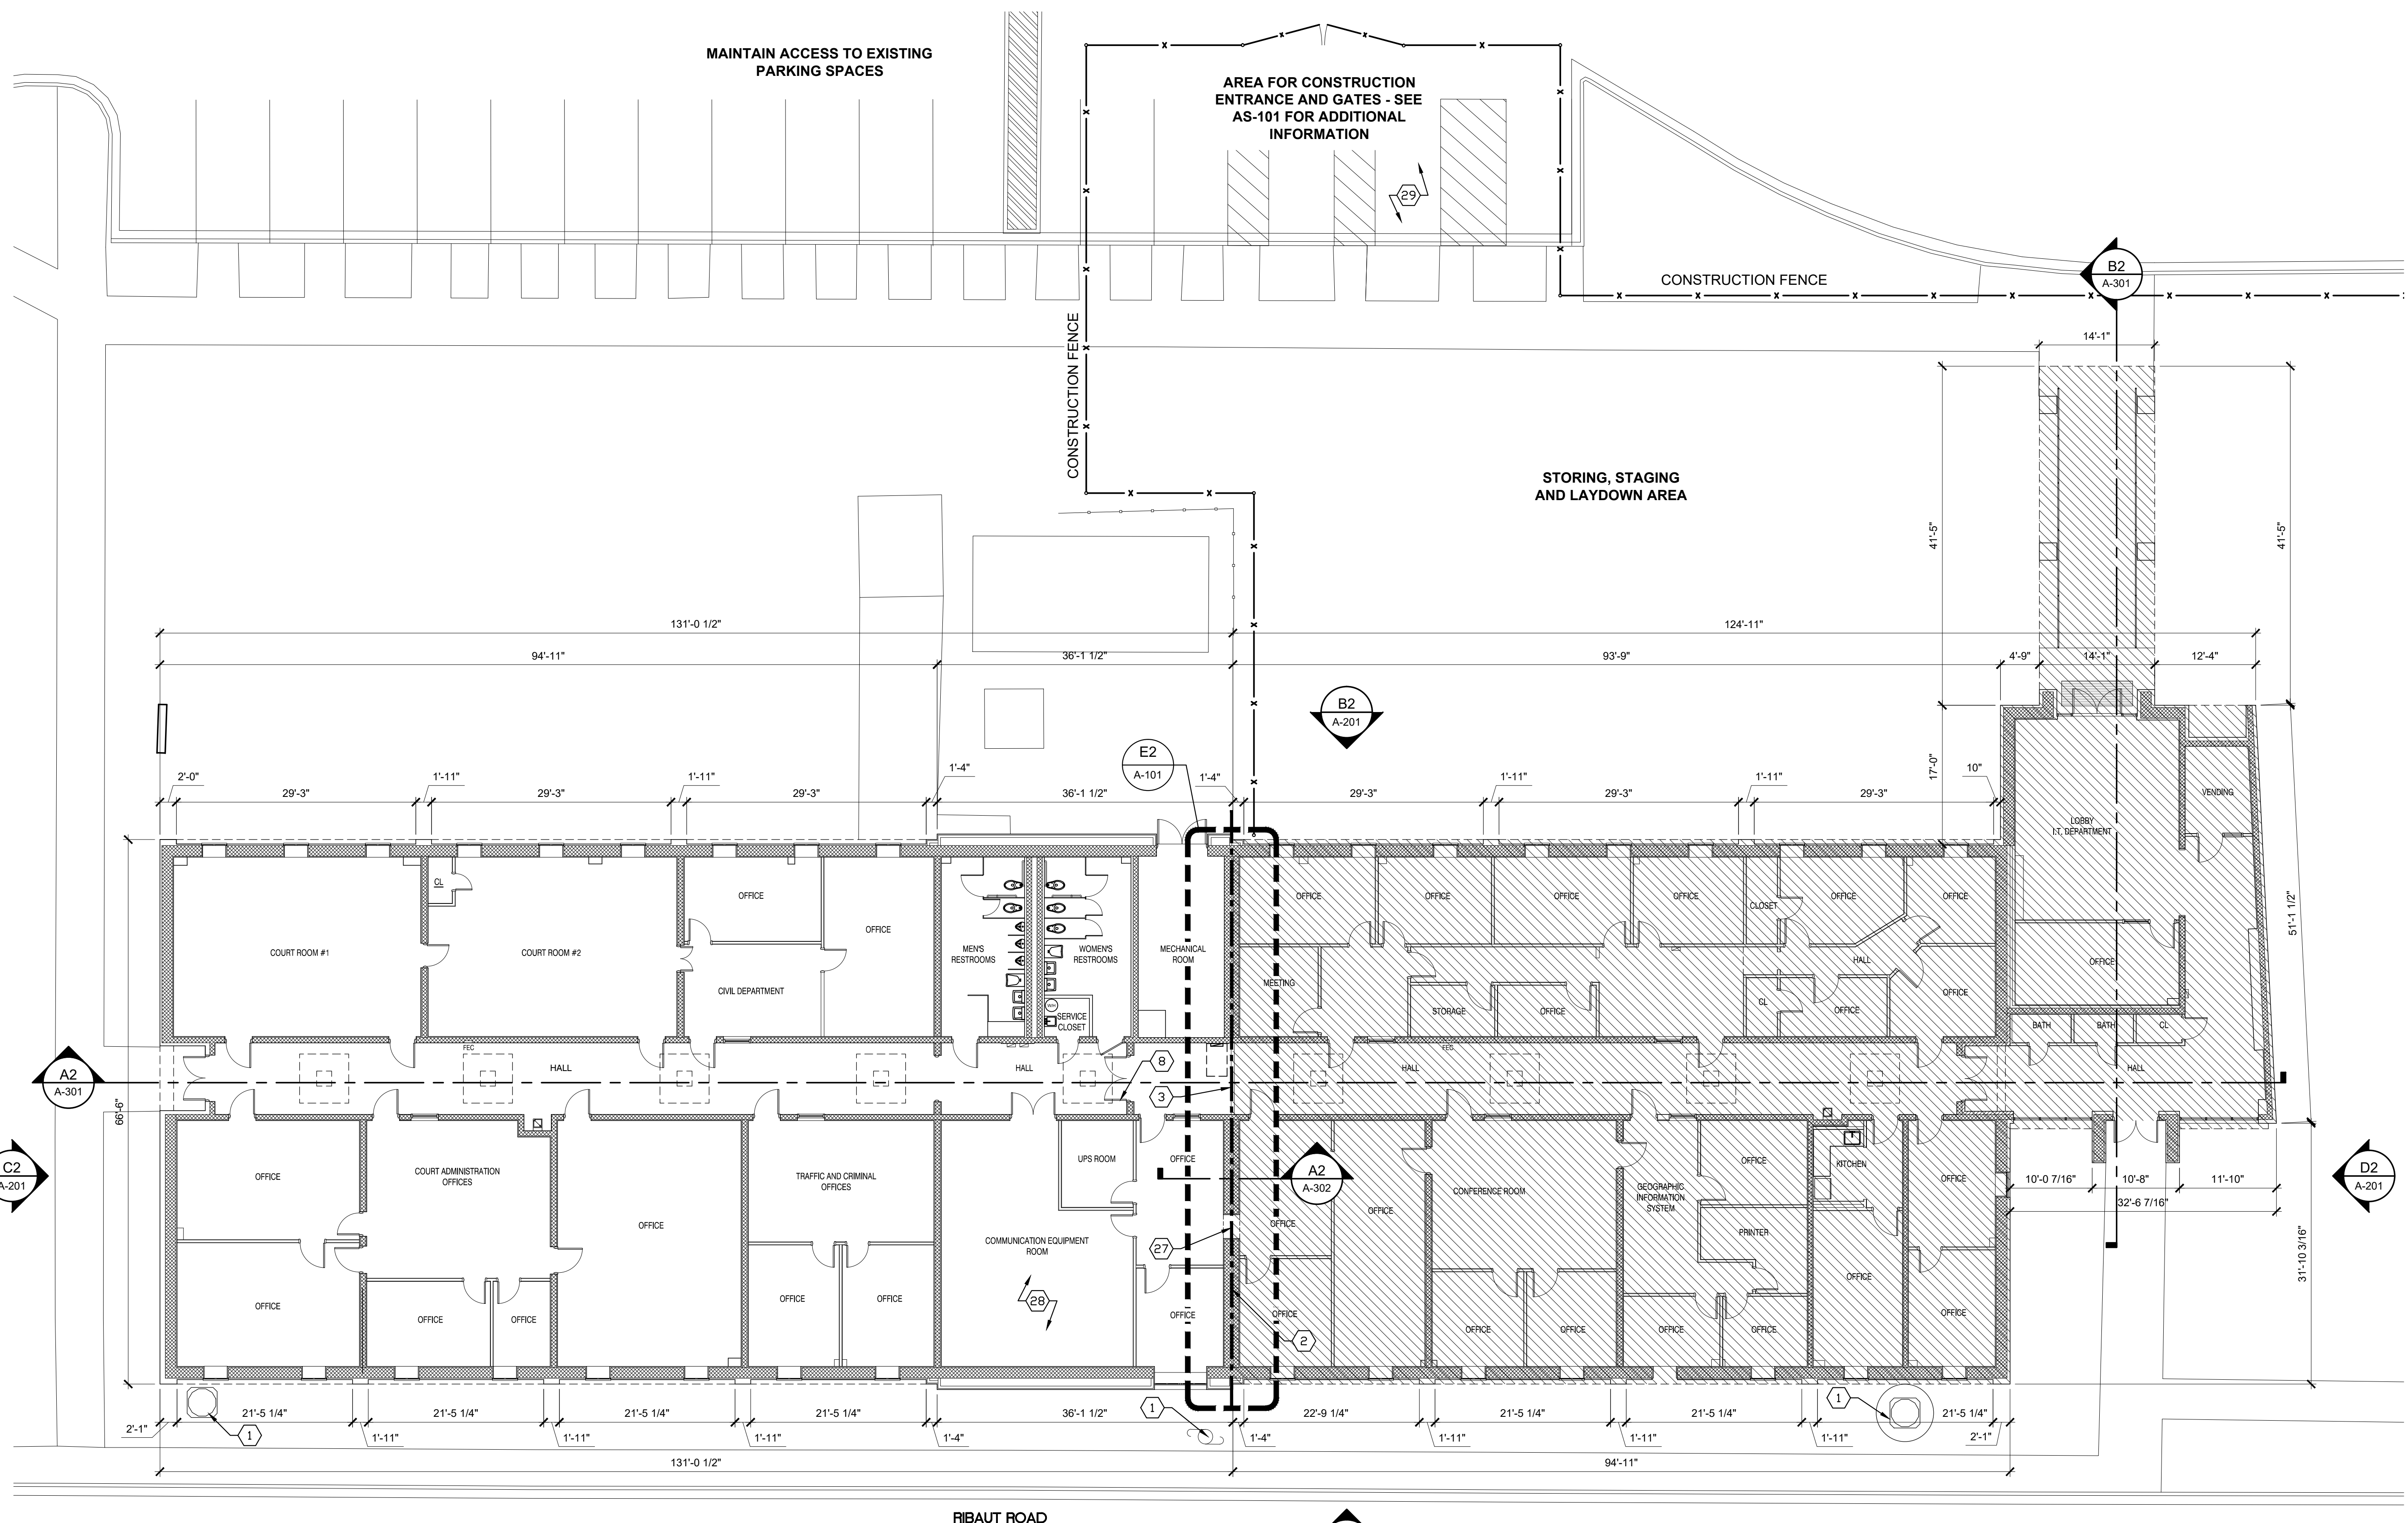 MAINTAIN ACCESS TO EXISTING
PARKING SPACES
AREA FOR CONSTRUCTION
ENTRANCE AND GATES - SEE
AS-101 FOR ADDITIONAL
INFORMATION
29
B2
A-301
CONSTRUCTION FENCE
CONSTRUCTION FENCE
14'-1"
STORING, STAGING
AND LAYDOWN AREA
41'-5"
41'-5"
131'-0 1/2"
124'-11"
94'-11"
36'-1 1/2"
93'-9"
4'-9"
14'-1"
12'-4"
B2
A-201
E2
A-101
17'-0"
2'-0"
1'-11"
1'-11"
1'-4"
1'-4"
1'-11"
1'-11"
10"
29'-3"
29'-3"
29'-3"
36'-1 1/2"
29'-3"
29'-3"
29'-3"
VENDING
LOBBY
I.T. DEPARTMENT
CL
OFFICE
OFFICE
OFFICE
OFFICE
OFFICE
OFFICE
CLOSET
OFFICE
OFFICE
51'-1 1/2"
COURT ROOM #1
COURT ROOM #2
MEN'S
RESTROOMS
WOMEN'S
RESTROOMS
MECHANICAL
ROOM
HALL
OFFICE
CIVIL DEPARTMENT
MEETING
OFFICE
WH
SERVICE
CLOSET
STORAGE
OFFICE
CL
OFFICE
BATH
BATH
CL
FEC
FEC
HALL
HALL
HALL
HALL
8
3
A2
A-301
66'-6"
C2
A-201
OFFICE
COURT ADMINISTRATION
OFFICES
TRAFFIC AND CRIMINAL
OFFICES
UPS ROOM
OFFICE
A2
A-302
OFFICE
KITCHEN
OFFICE
D2
A-201
10'-0 7/16"
10'-8"
11'-10"
32'-6 7/16"
OFFICE
OFFICE
OFFICE
CONFERENCE ROOM
GEOGRAPHIC
INFORMATION
SYSTEM
PRINTER
COMMUNICATION EQUIPMENT
ROOM
27
31'-10 3/16"
OFFICE
OFFICE
OFFICE
OFFICE
OFFICE
28
OFFICE
OFFICE
2
OFFICE
OFFICE
OFFICE
OFFICE
OFFICE
OFFICE
1
1
1
21'-5 1/4"
21'-5 1/4"
21'-5 1/4"
21'-5 1/4"
36'-1 1/2"
22'-9 1/4"
21'-5 1/4"
21'-5 1/4"
21'-5 1/4"
2'-1"
1'-11"
1'-11"
1'-11"
1'-4"
1'-4"
1'-11"
1'-11"
1'-11"
2'-1"
131'-0 1/2"
94'-11"
RIBAUT ROAD